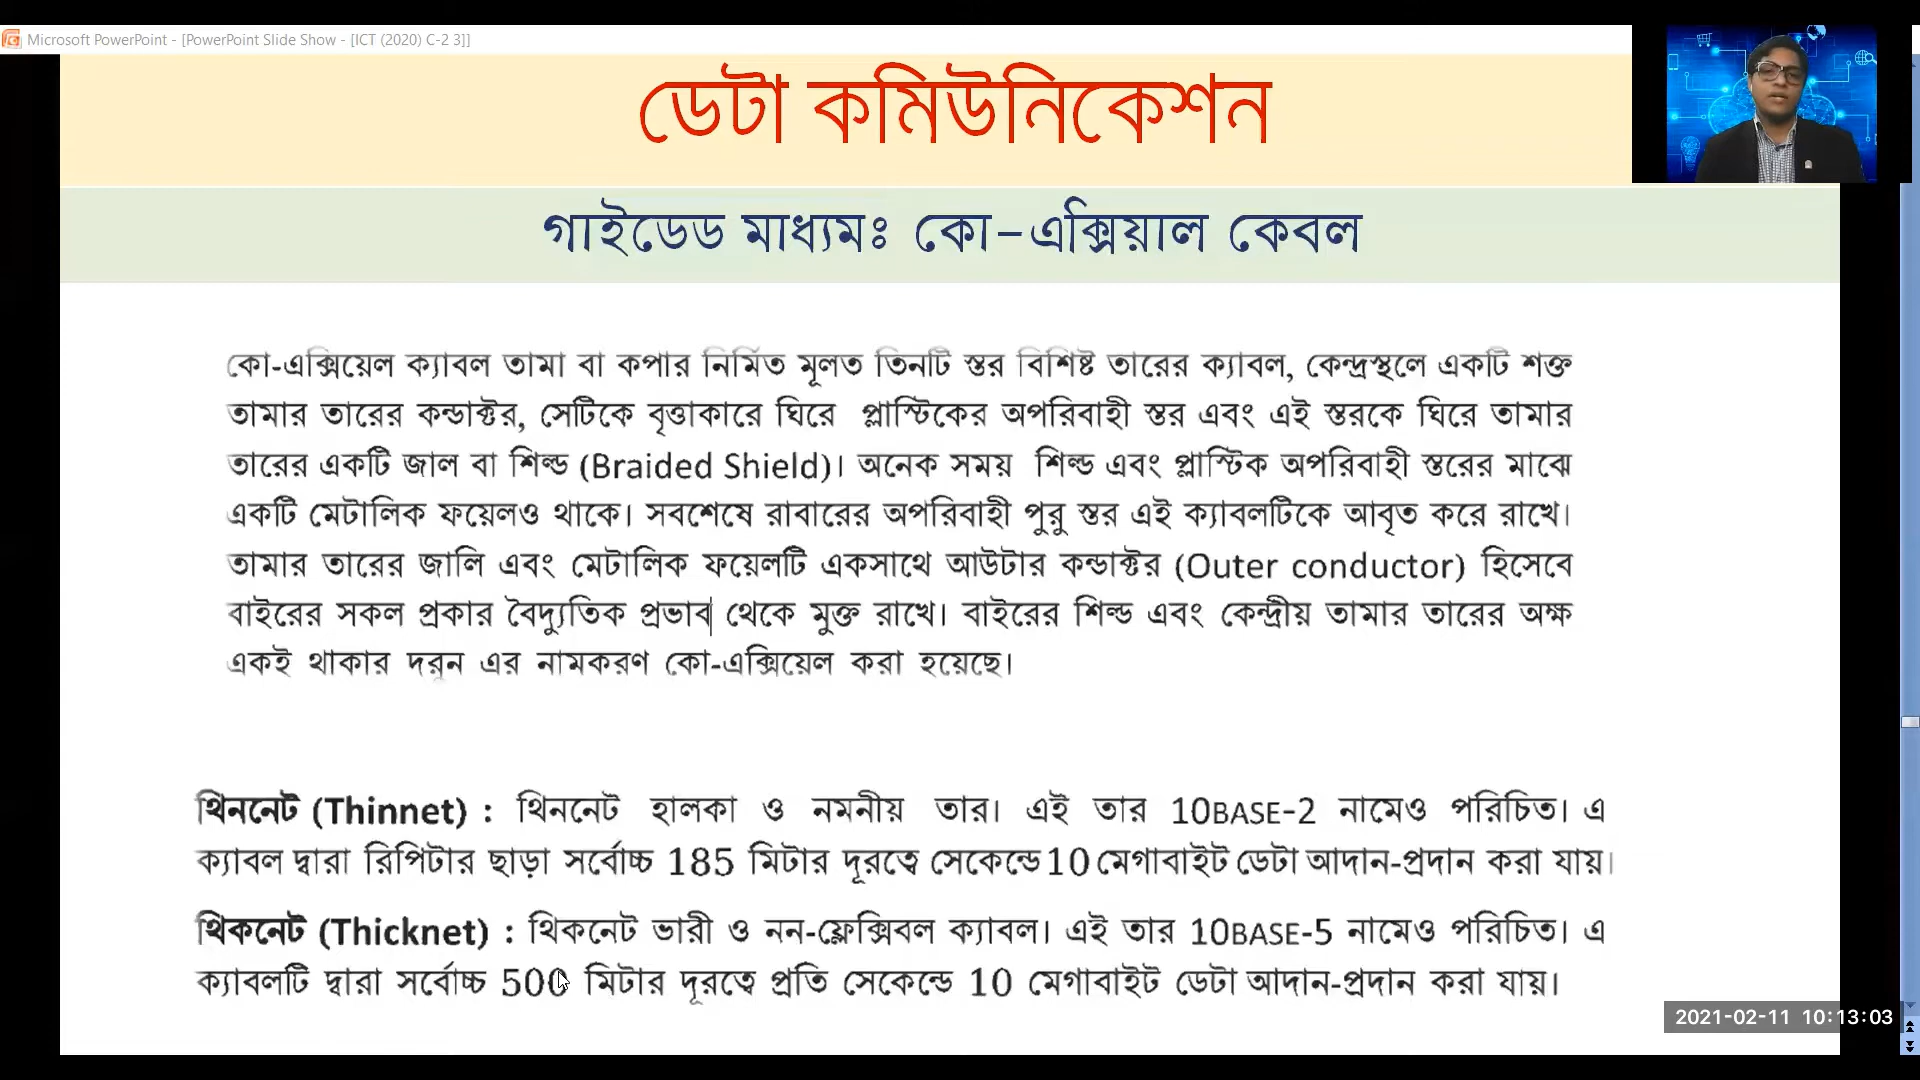 Microsoft PowerPoint - [PowerPoint Slide Show - [ICT (2020) C-2 3]]
ডেটা কমিউনিকেশন
গাইডেড মাধ্যমঃ কো-এক্সিয়াল কেবল
কো-এক্সিয়েল ক্যাবল তামা বা কপার নির্মিত মূলত তিনটি স্তর বিশিষ্ট তারের ক্যাবল, কেন্দ্রস্থলে একটি শক্ত
তামার তারের কন্ডাক্টর, সেটিকে বৃত্তাকারে ঘিরে প্লাস্টিকের অপরিবাহী স্তর এবং এই স্তরকে ঘিরে তামার
তারের একটি জাল বা শিল্ড (Braided Shield)। অনেক সময় শিল্ড এবং প্লাস্টিক অপরিবাহী স্তরের মাঝে
একটি মেটালিক ফয়েলও থাকে। সবশেষে রাবারের অপরিবাহী পুরু স্তর এই ক্যাবলটিকে আবৃত করে রাখে।
তামার তারের জালি এবং মেটালিক ফয়েলটি একসাথে আউটার কন্ডাক্টর (Outer conductor) হিসেবে
বাইরের সকল প্রকার বৈদ্যুতিক প্রভাব থেকে মুক্ত রাখে। বাইরের শিল্ড এবং কেন্দ্রীয় তামার তারের অক্ষ
একই থাকার দরুন এর নামকরণ কো-এক্সিয়েল করা হয়েছে।
থিননেট (Thinnet) : থিননেট হালকা ও নমনীয় তার। এই তার 10BASE-2 নামেও পরিচিত। এ
ক্যাবল দ্বারা রিপিটার ছাড়া সর্বোচ্চ 185 মিটার দূরত্বে সেকেন্ডে 10 মেগাবাইট ডেটা আদান-প্রদান করা যায়।
থিকনেট (Thicknet) : থিকনেট ভারী ও নন-ফ্লেক্সিবল ক্যাবল। এই তার 10BASE-5 নামেও পরিচিত। এ
ক্যাবলটি দ্বারা সর্বোচ্চ 500 মিটার দূরত্বে প্রতি সেকেন্ডে 10 মেগাবাইট ডেটা আদান-প্রদান করা যায়।
2021-02-11 10:13:03